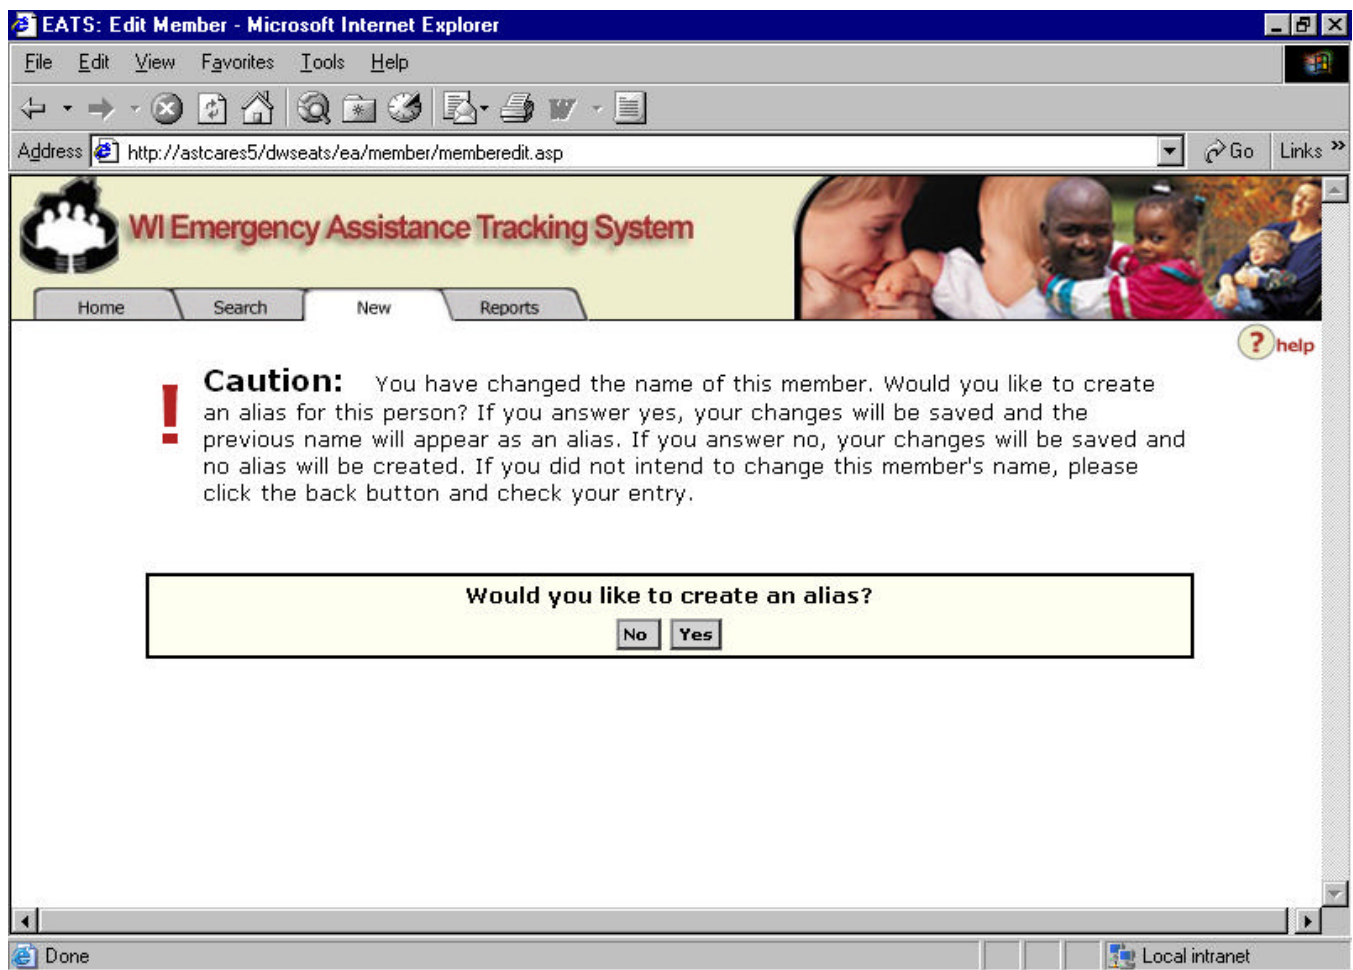 EATS: Edit Member - Microsoft Internet Explorer
File Edit View Favorites Tools Help
Address http://astcares5/dwseats/ea/member/memberedit.asp Go Links »
WI Emergency Assistance Tracking System
Home Search New Reports
? help
! Caution: You have changed the name of this member. Would you like to create
an alias for this person? If you answer yes, your changes will be saved and the
previous name will appear as an alias. If you answer no, your changes will be saved and
no alias will be created. If you did not intend to change this member's name, please
click the back button and check your entry.
Would you like to create an alias?
No Yes
Done Local intranet